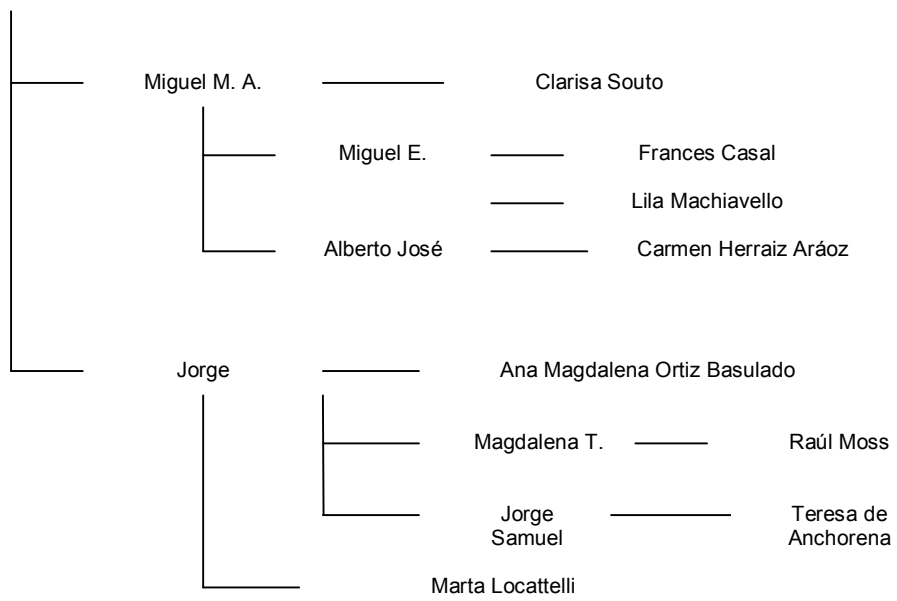 Miguel M. A. Clarisa Souto
Miguel E. Frances Casal
Lila Machiavello
Alberto José Carmen Herraiz Aráoz
Jorge Ana Magdalena Ortiz Basulado
Magdalena T. Raúl Moss
Jorge Samuel Teresa de Anchorena
Marta Locattelli